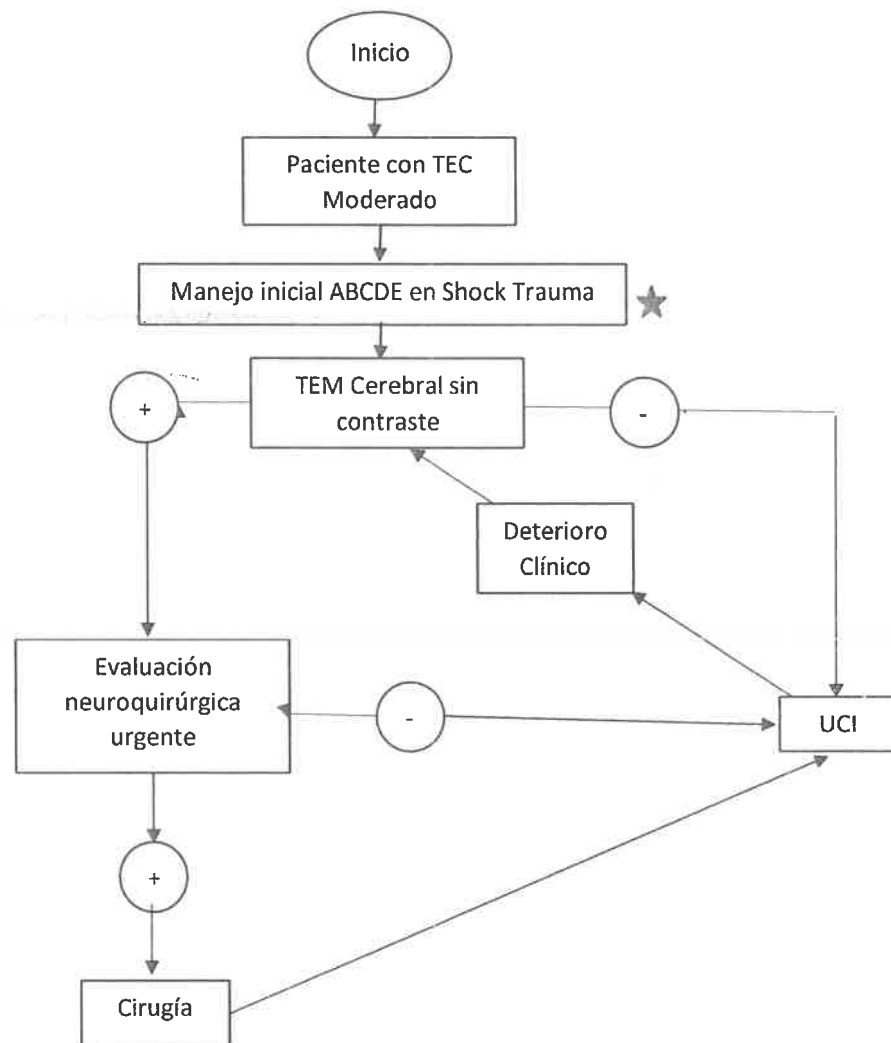 Inicio
Paciente con TEC
Moderado
Manejo inicial ABCDE en Shock Trauma
TEM Cerebral sin
contraste
+
-
Deterioro
Clínico
Evaluación
neuroquirúrgica
urgente
-
UCI
+
Cirugía